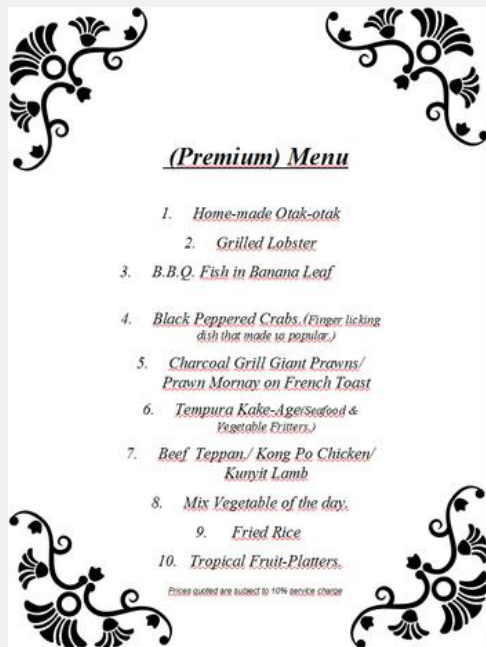 (Premium) Menu
1. Home-made Otak-otak
2. Grilled Lobster
3. B.B.Q. Fish in Banana Leaf
4. Black Peppered Crabs.(Finger licking
dish that made us popular.)
5. Charcoal Grill Giant Prawns/
Prawn Mornay on French Toast
6. Tempura Kake-Age(Seafood &
Vegetable Fritters.)
7. Beef Teppan./ Kong Po Chicken/
Kunyit Lamb
8. Mix Vegetable of the day.
9. Fried Rice
10. Tropical Fruit-Platters.
Prices quoted are subject to 10% service charge